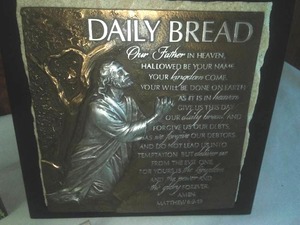 DAILY BREAD
Our Father IN HEAVEN,
HALLOWED BE YOUR NAME.
YOUR kingdom COME.
YOUR WILL BE DONE ON EARTH
AS IT IS IN heaven.
GIVE US THIS DAY
OUR daily bread. AND
FORGIVE US OUR DEBTS,
AS WE forgive OUR DEBTORS.
AND DO NOT LEAD US INTO
TEMPTATION, BUT deliver us
FROM THE EVIL ONE.
FOR YOURS IS the kingdom
AND the power AND
the glory FOREVER.
AMEN.
MATTHEW 6:9-13